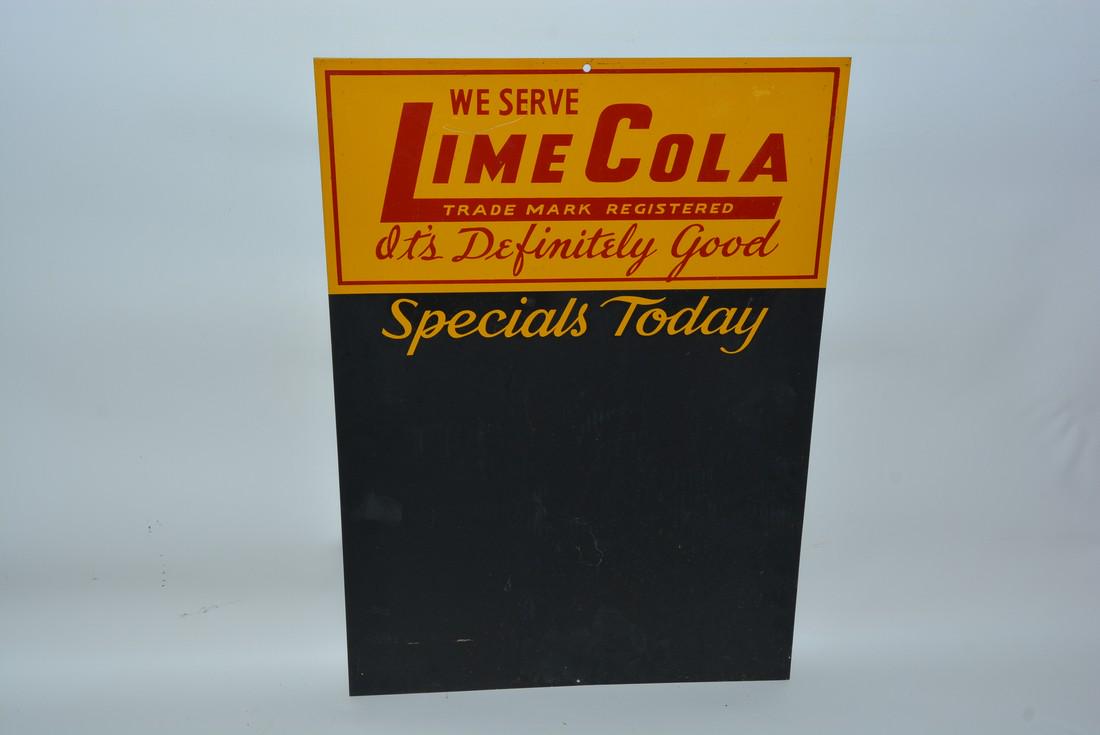 WE SERVE
LIME COLA
TRADE MARK REGISTERED
It's Definitely Good
Specials Today